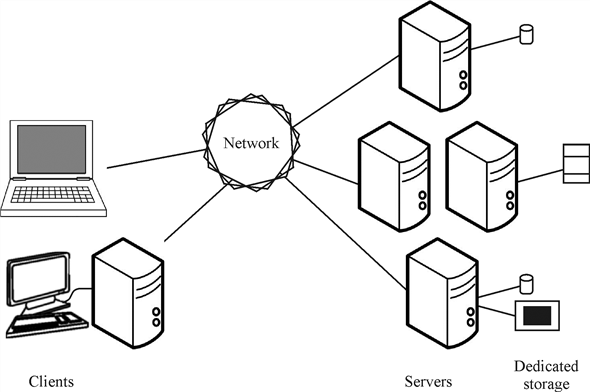 Network
Clients
Servers
Dedicated
storage